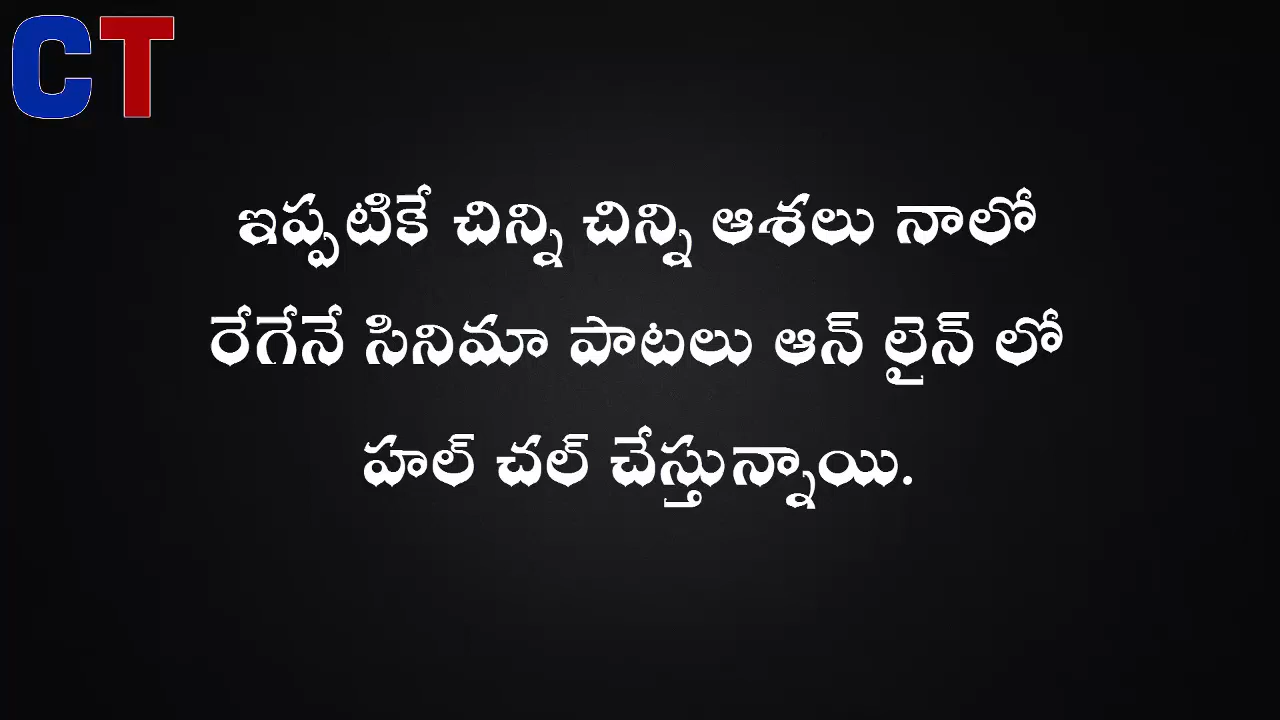 CT
ఇప్పటికే చిన్ని చిన్ని ఆశలు నాలో
రేగేనే సినిమా పాటలు ఆన్ లైన్ లో
హల్ చల్ చేస్తున్నాయి.